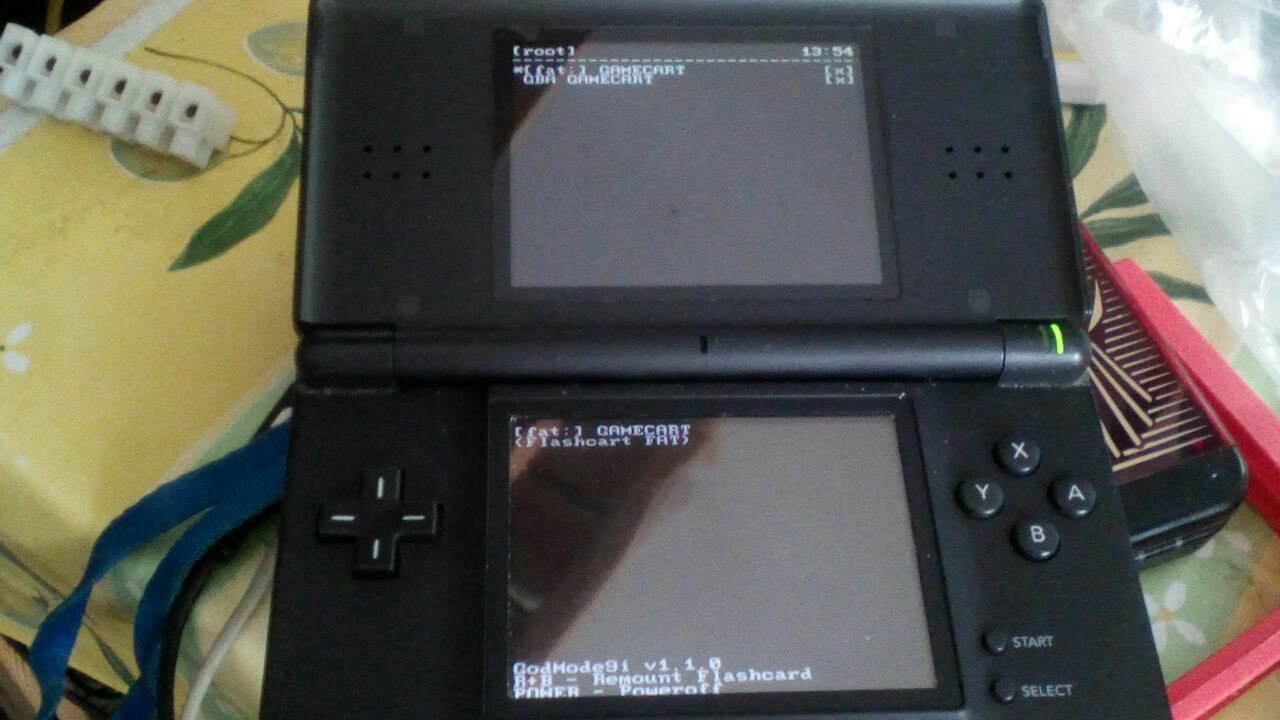 [root] 13:54
*[fat:] GAMECART [x]
GBA GAMECART [x]
[fat:] GAMECART
(Flashcart FAT)
GodMode9i v1.1.0
R+B - Remount Flashcard
POWER - Poweroff
X
Y A
B
START
SELECT